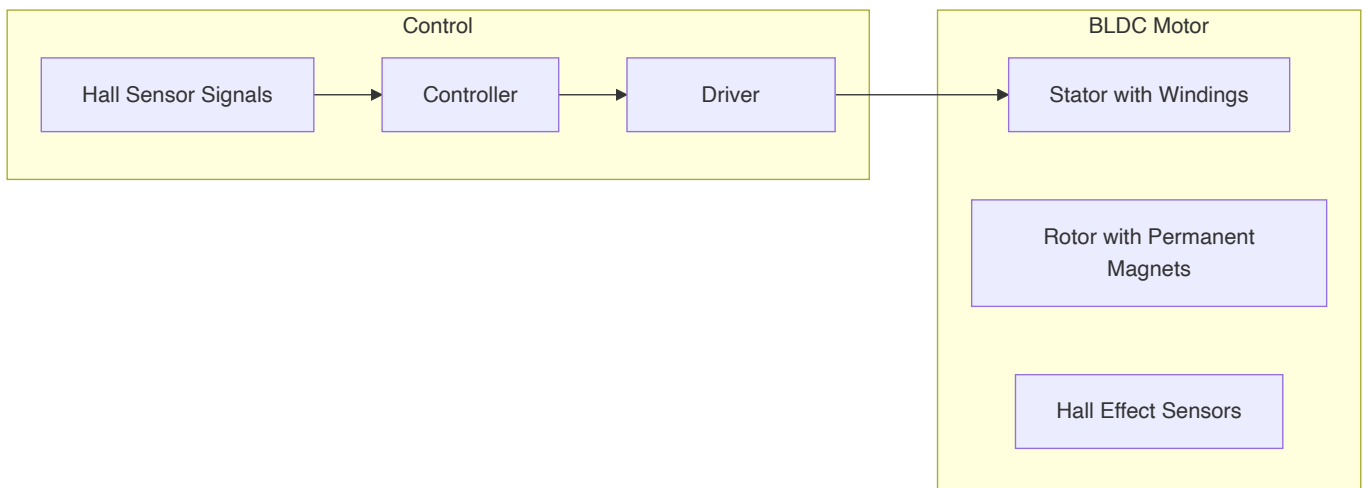 Control
Hall Sensor Signals
Controller
Driver
BLDC Motor
Stator with Windings
Rotor with Permanent
Magnets
Hall Effect Sensors